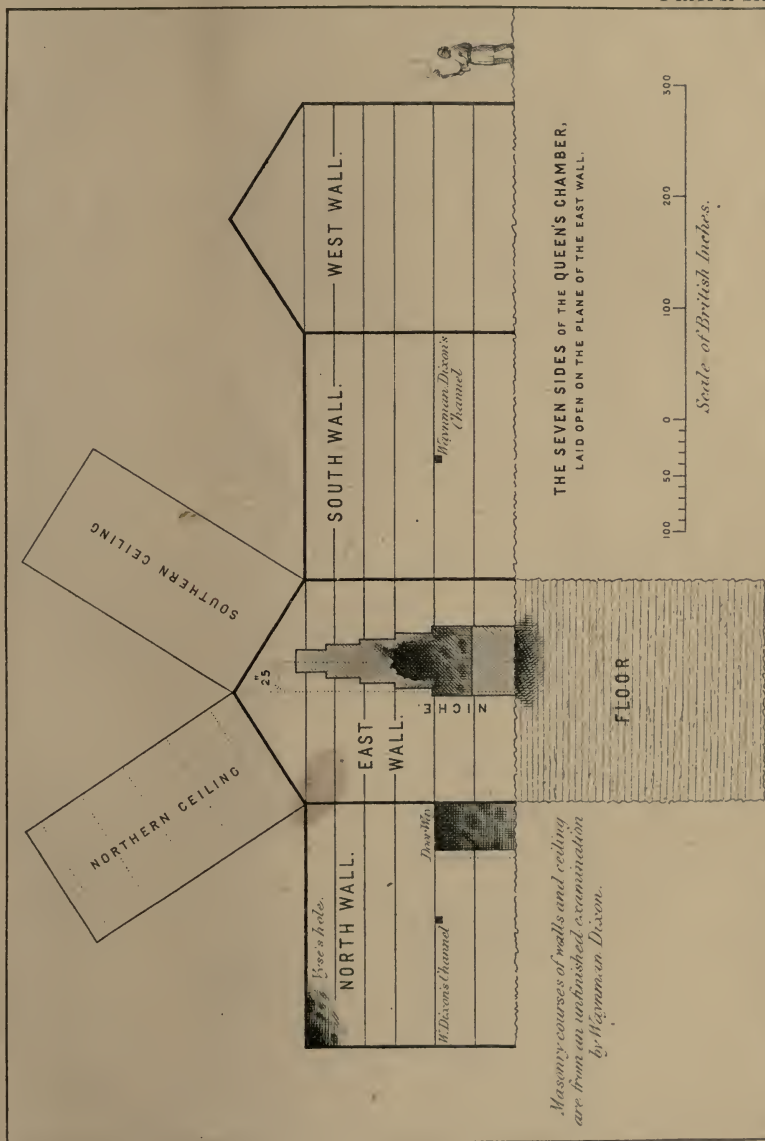 SOUTHERN CEILING
NORTHERN CEILING
25"
Vyse's hole.
NORTH WALL.
EAST
WALL.
NICHE.
SOUTH WALL.
WEST WALL.
Door Way
W. Dixon's Channel
Waynman Dixon's
Channel
FLOOR
THE SEVEN SIDES OF THE QUEEN'S CHAMBER,
LAID OPEN ON THE PLANE OF THE EAST WALL.
100 50 0 100 200 300
Scale of British Inches.
Masonry courses of walls and ceiling
are from an unfinished examination
by Waynman Dixon.